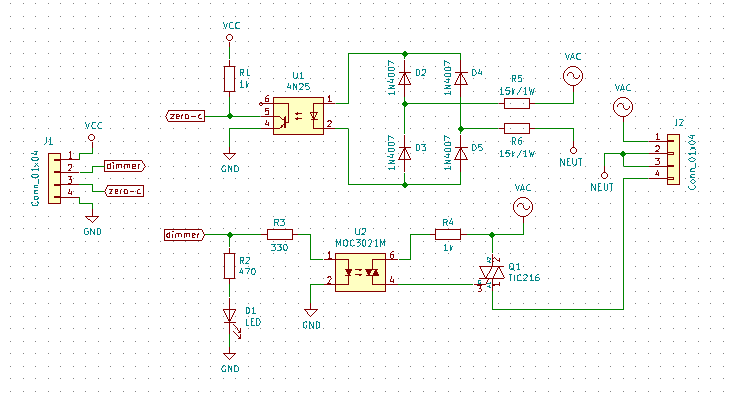 VCC
R1
1k
U1
4N25
6
5
4
1
2
zero-c
GND
1N4007
D2
1N4007
D4
1N4007
D3
1N4007
D5
R5
15k/1W
R6
15k/1W
VAC
NEUT
VAC
J2
Conn_01x04
1
2
3
4
NEUT
J1
Conn_01x04
VCC
1
2
3
4
dimmer
zero-c
GND
dimmer
R3
330
R2
470
D1
LED
GND
U2
MOC3021M
1
2
6
4
GND
R4
1k
VAC
Q1
TIC216
A2
2
A1
1
3